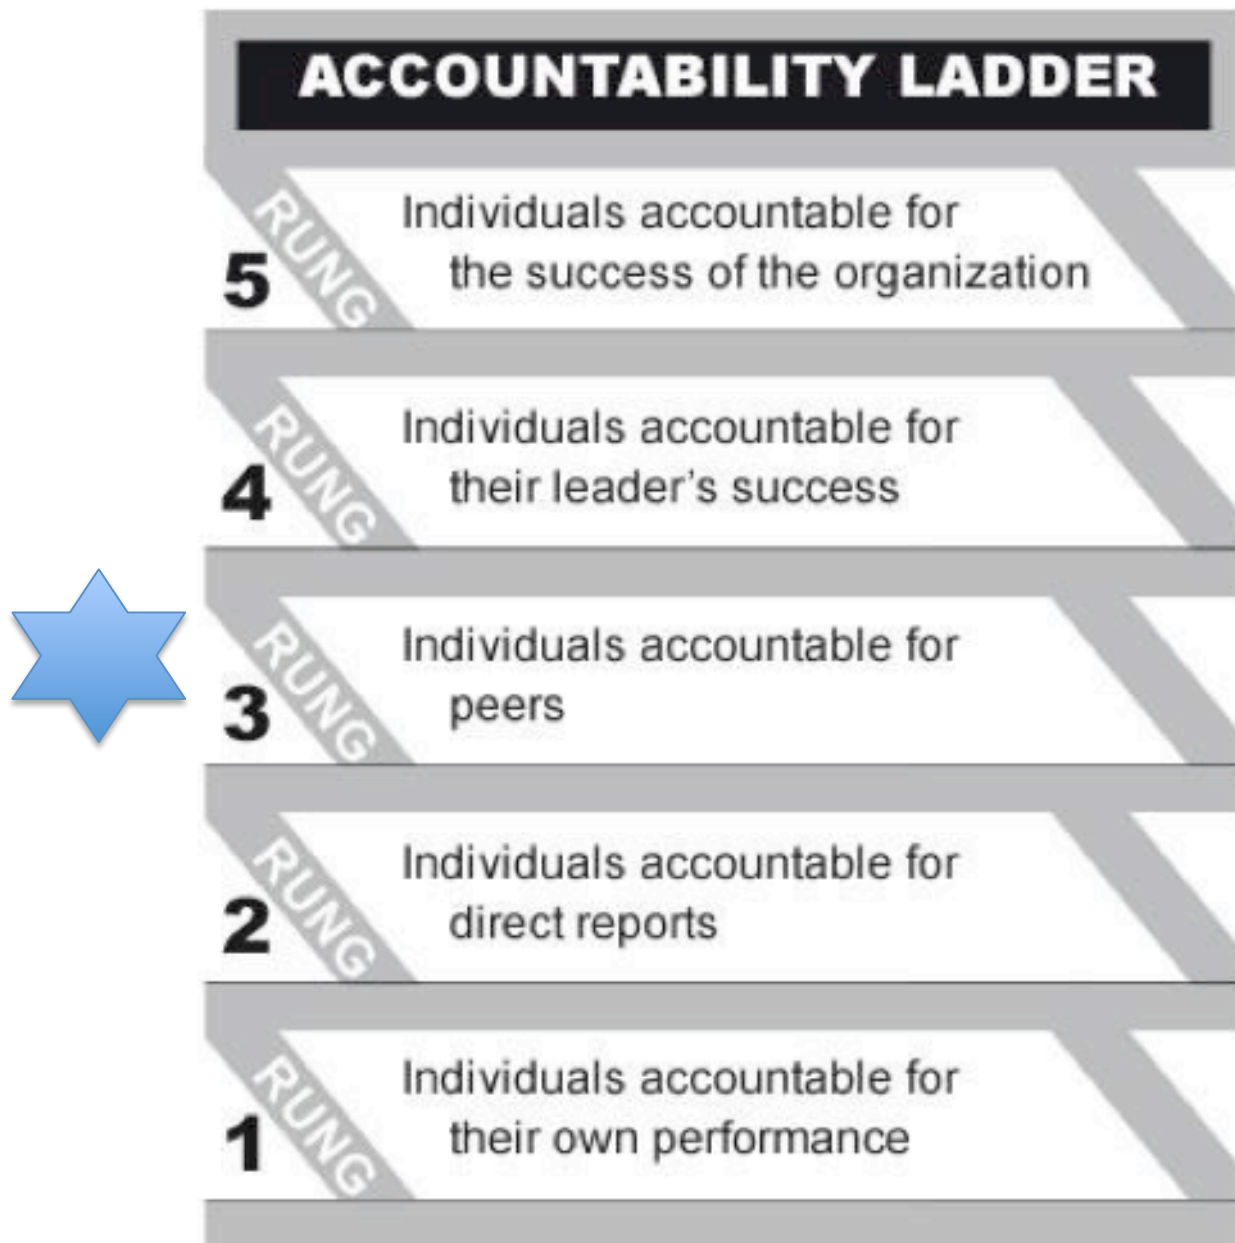 ACCOUNTABILITY LADDER
RUNG
5
Individuals accountable for
the success of the organization
RUNG
4
Individuals accountable for
their leader's success
RUNG
3
Individuals accountable for
peers
RUNG
2
Individuals accountable for
direct reports
RUNG
1
Individuals accountable for
their own performance